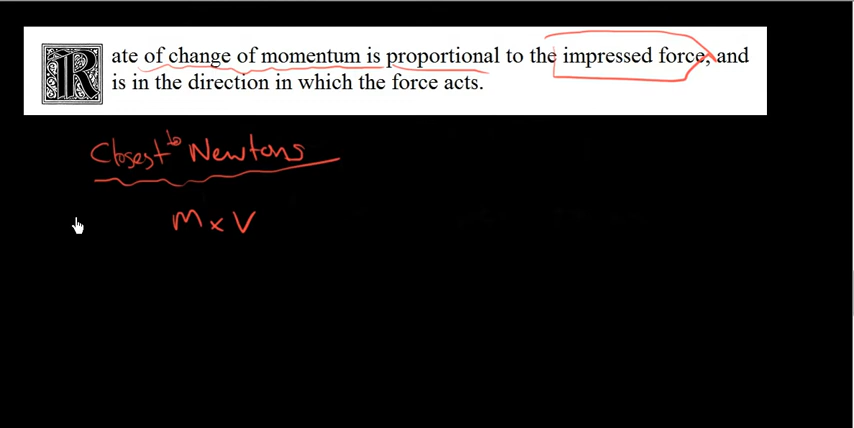 Rate of change of momentum is proportional to the impressed force, and
is in the direction in which the force acts.
Closest to Newtons
M x V